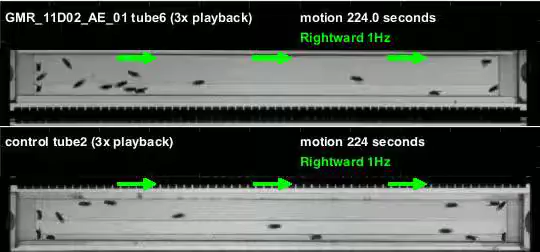 GMR_11D02_AE_01 tube6 (3x playback)
motion 224.0 seconds
Rightward 1Hz
control tube2 (3x playback)
motion 224 seconds
Rightward 1Hz